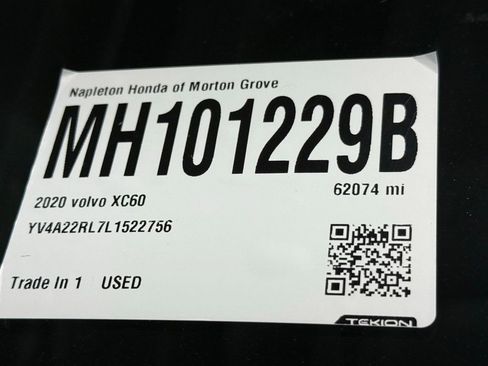 Napleton Honda of Morton Grove
MH101229B
2020 volvo XC60
62074 mi
YV4A22RL7L1522756
Trade In 1 USED
TEKION